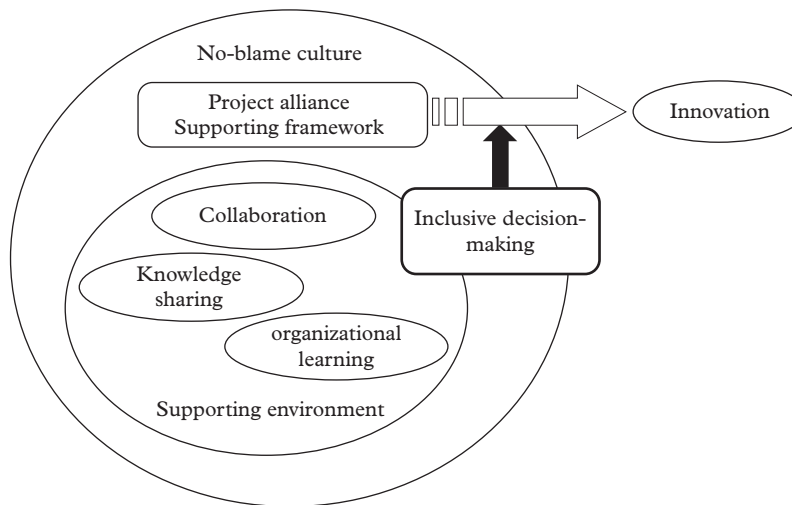 No-blame culture
Project alliance
Supporting framework
Innovation
Collaboration
Inclusive decision-
making
Knowledge
sharing
organizational
learning
Supporting environment